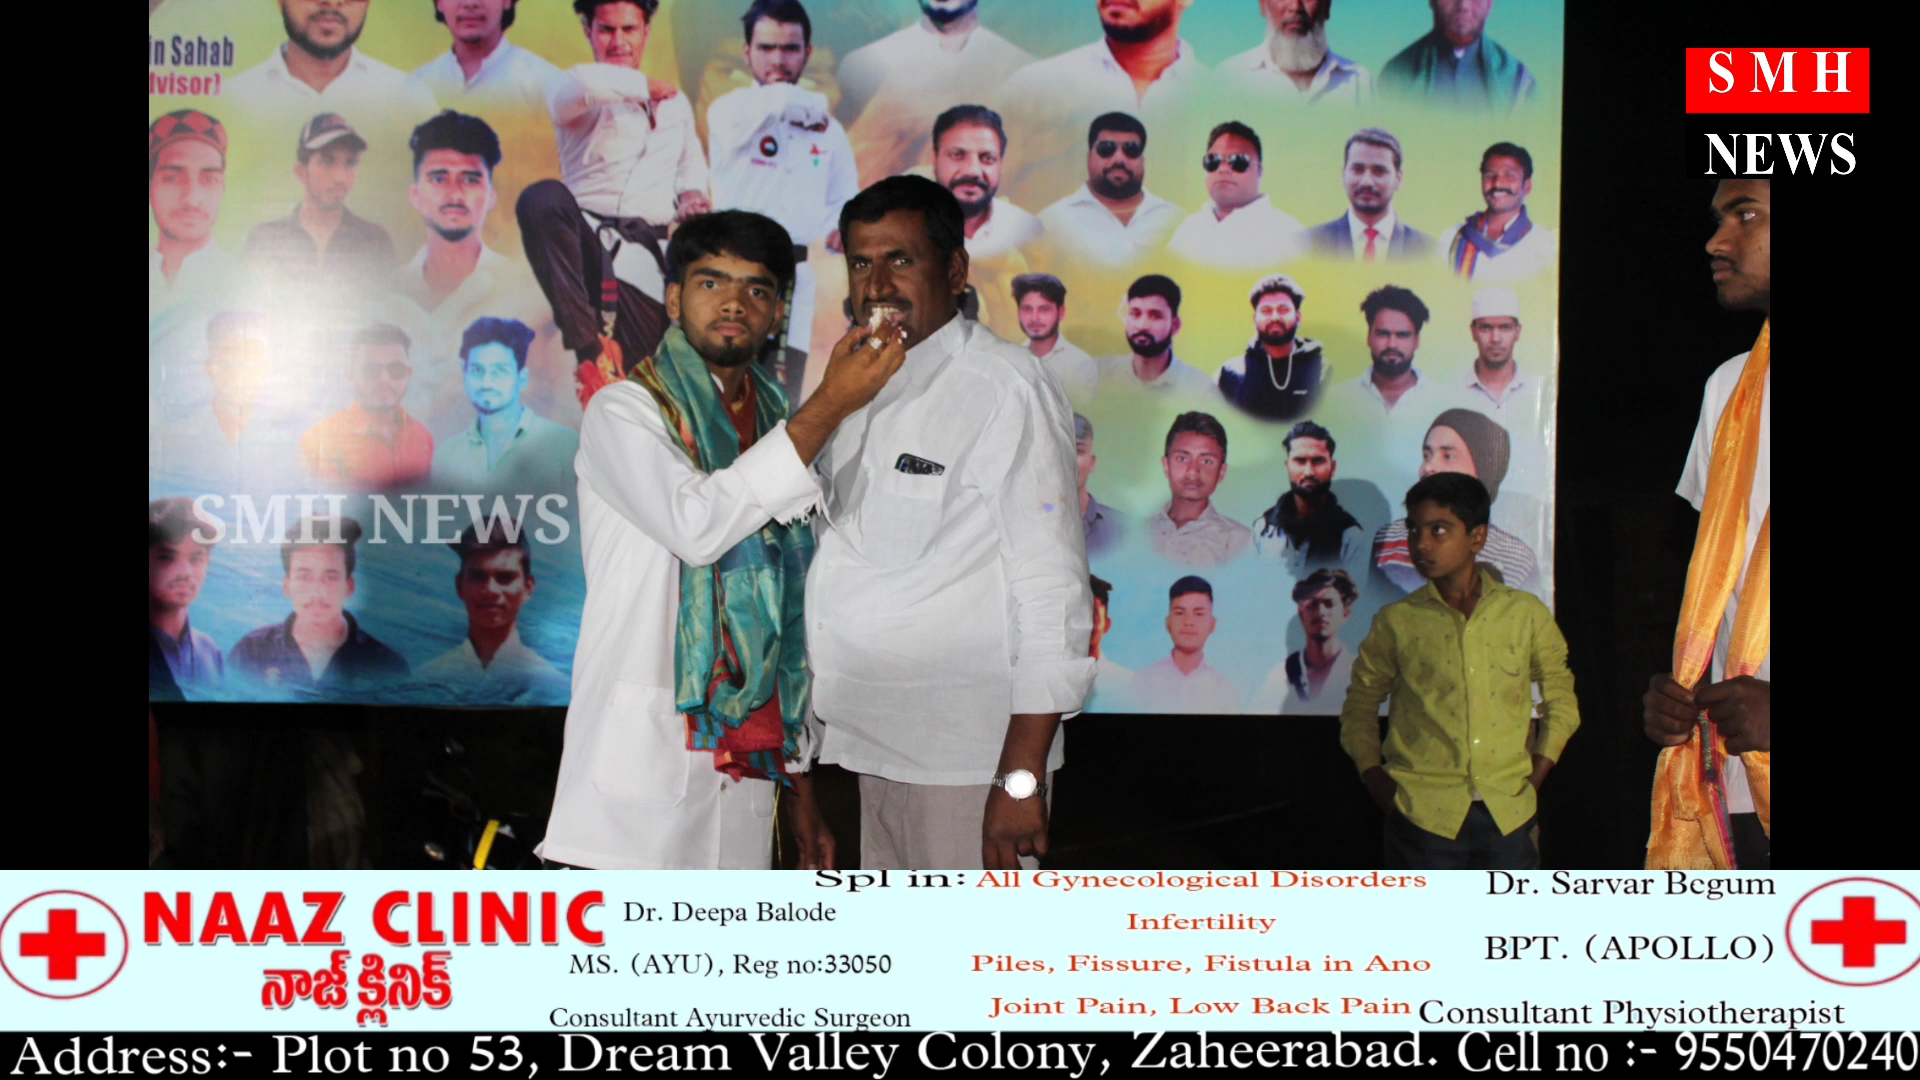 in Sahab
dvisor)
S M H
NEWS
SMH NEWS
NAAZ CLINIC
నాజ్ క్లినిక్
Dr. Deepa Balode
MS. (AYU), Reg no:33050
Consultant Ayurvedic Surgeon
Spl in: All Gynecological Disorders
Infertility
Piles, Fissure, Fistula in Ano
Joint Pain, Low Back Pain
Dr. Sarvar Begum
BPT. (APOLLO)
Consultant Physiotherapist
Address:- Plot no 53, Dream Valley Colony, Zaheerabad. Cell no :- 9550470240